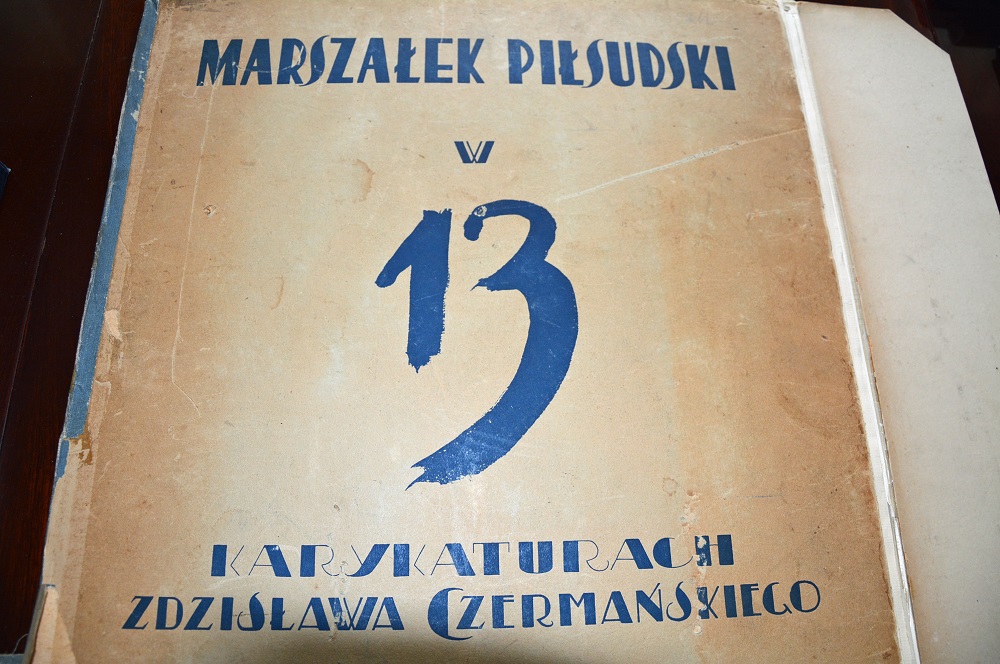 MARSZAŁEK PIŁSUDSKI
W
13
KARYKATURACH
ZDZISŁAWA CZERMAŃSKIEGO